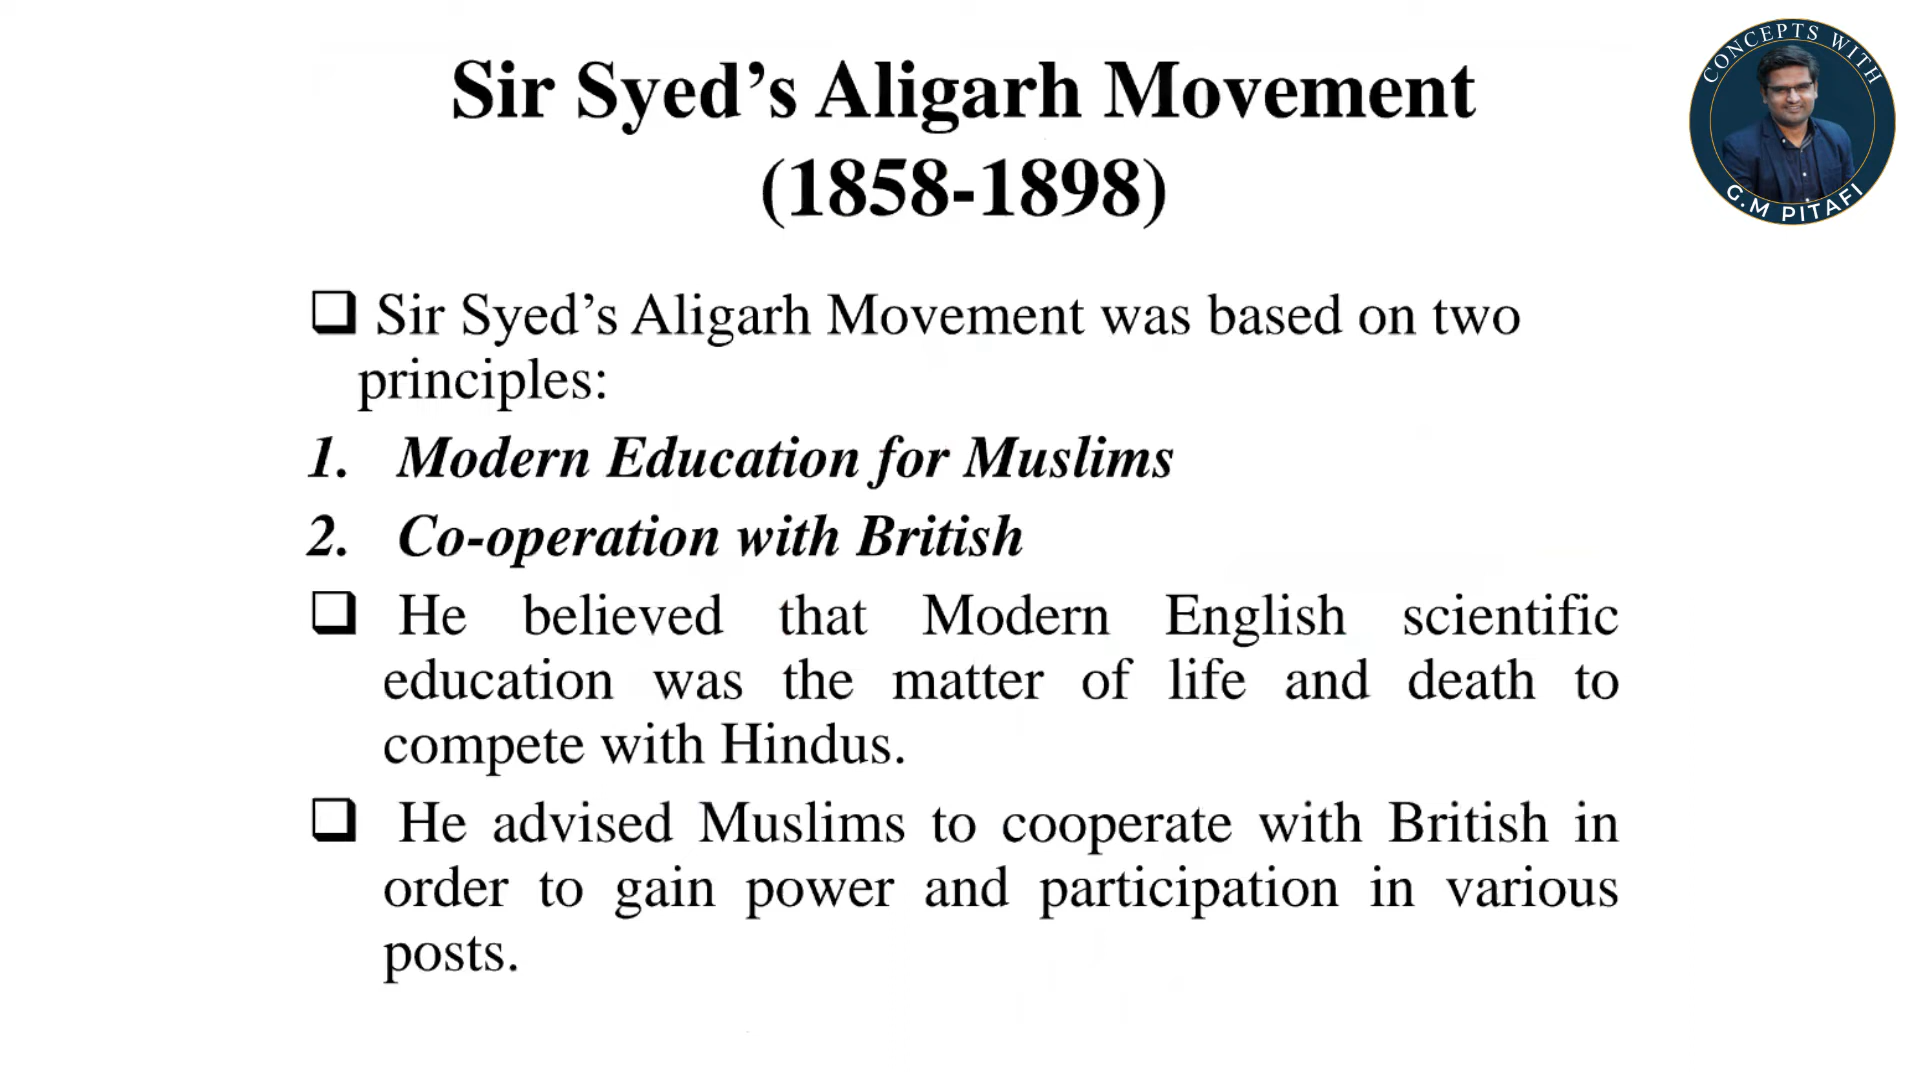 Sir Syed’s Aligarh Movement
(1858-1898)
CONCEPTS WITH
G.M PITAFI
❑ Sir Syed’s Aligarh Movement was based on two
principles:
1. Modern Education for Muslims
2. Co-operation with British
❑ He believed that Modern English scientific
education was the matter of life and death to
compete with Hindus.
❑ He advised Muslims to cooperate with British in
order to gain power and participation in various
posts.